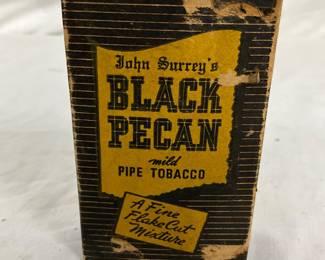 John Surrey's
BLACK
PECAN
mild
PIPE TOBACCO
A Fine
Flake Cut
Mixture